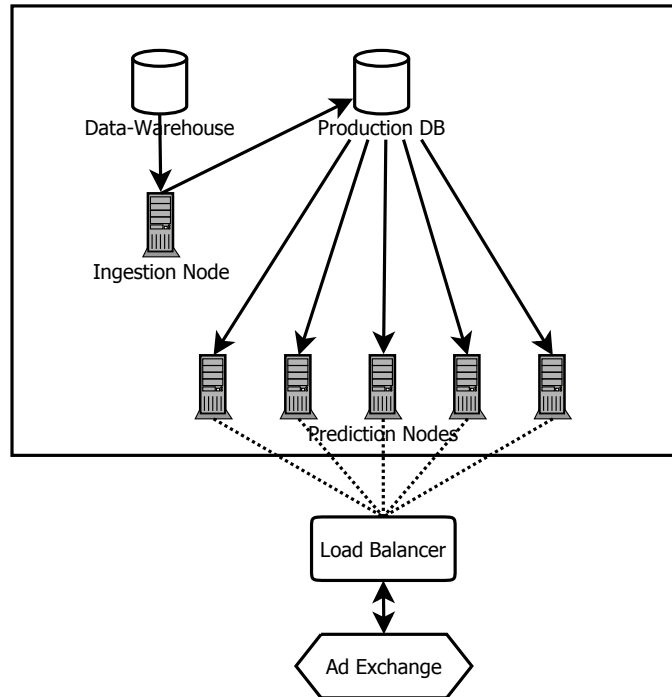 Data-Warehouse
Production DB
Ingestion Node
Prediction Nodes
Load Balancer
Ad Exchange